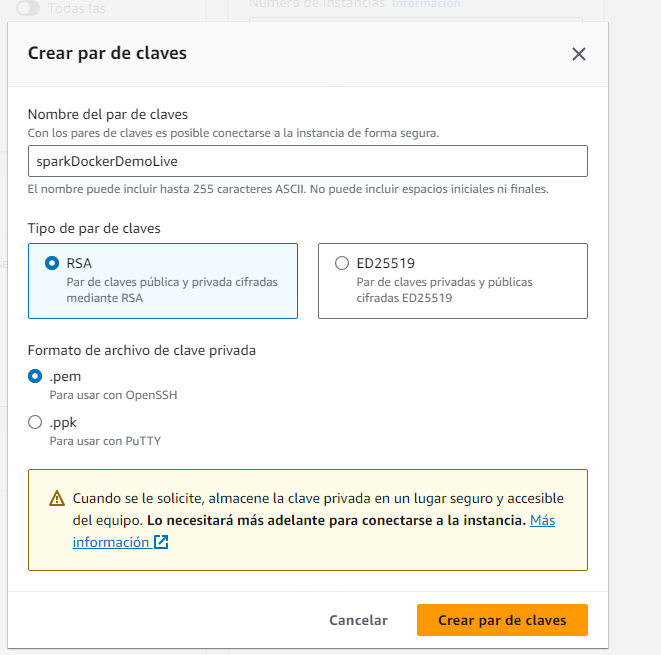 Todas las
Número de instancias Información
Crear par de claves
Nombre del par de claves
Con los pares de claves es posible conectarse a la instancia de forma segura.
sparkDockerDemoLive
El nombre puede incluir hasta 255 caracteres ASCII. No puede incluir espacios iniciales ni finales.
Tipo de par de claves
RSA
Par de claves pública y privada cifradas
mediante RSA
ED25519
Par de claves privadas y públicas
cifradas ED25519
Formato de archivo de clave privada
.pem
Para usar con OpenSSH
.ppk
Para usar con PuTTY
Cuando se le solicite, almacene la clave privada en un lugar seguro y accesible
del equipo. Lo necesitará más adelante para conectarse a la instancia. Más
información
Cancelar
Crear par de claves